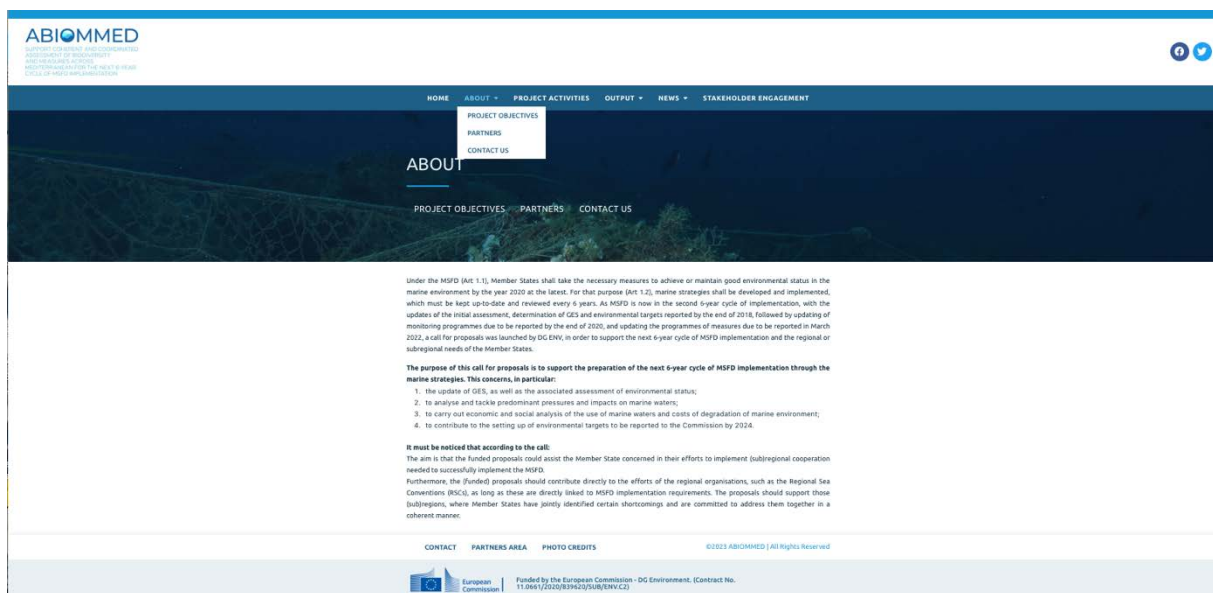 ABIOMMED
SUPPORT COHERENT AND COORDINATED
ASSESSMENT OF BIODIVERSITY
AND MEASURES ACROSS
MEDITERRANEAN FOR THE NEXT 6-YEAR
CYCLE OF MSFD IMPLEMENTATION
HOME ABOUT PROJECT ACTIVITIES OUTPUT NEWS STAKEHOLDER ENGAGEMENT
PROJECT OBJECTIVES
PARTNERS
CONTACT US
ABOUT
PROJECT OBJECTIVES PARTNERS CONTACT US
Under the MSFD (Art 1.1), Member States shall take the necessary measures to achieve or maintain good environmental status in the
marine environment by the year 2020 at the latest. For that purpose (Art 1.2), marine strategies shall be developed and implemented,
which must be kept up-to-date and reviewed every 6 years. As MSFD is now in the second 6-year cycle of implementation, with the
updates of the initial assessment, determination of GES and environmental targets reported by the end of 2018, followed by updating of
monitoring programmes due to be reported by the end of 2020, and updating the programmes of measures due to be reported in March
2022, a call for proposals was launched by DG ENV, in order to support the next 6-year cycle of MSFD implementation and the regional or
subregional needs of the Member States.
The purpose of this call for proposals is to support the preparation of the next 6-year cycle of MSFD implementation through the
marine strategies. This concerns, in particular:
1. the update of GES, as well as the associated assessment of environmental status;
2. to analyse and tackle predominant pressures and impacts on marine waters;
3. to carry out economic and social analysis of the use of marine waters and costs of degradation of marine environment;
4. to contribute to the setting up of environmental targets to be reported to the Commission by 2024.
It must be noticed that according to the call:
The aim is that the funded proposals could assist the Member State concerned in their efforts to implement (sub)regional cooperation
needed to successfully implement the MSFD.
Furthermore, the (funded) proposals should contribute directly to the efforts of the regional organisations, such as the Regional Sea
Conventions (RSCs), as long as these are directly linked to MSFD implementation requirements. The proposals should support those
(sub)regions, where Member States have jointly identified certain shortcomings and are committed to address them together in a
coherent manner.
CONTACT PARTNERS AREA PHOTO CREDITS ©2023 ABIOMMED | All Rights Reserved
European
Commission
Funded by the European Commission - DG Environment. (Contract No.
11.0661/2020/839620/SUB/ENV.C2)